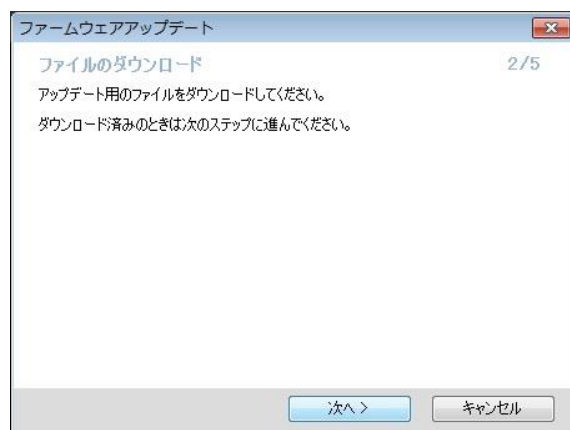 ファームウェアアップデート
ファイルのダウンロード 2/5
アップデート用のファイルをダウンロードしてください。
ダウンロード済みのときは次のステップに進んでください。
次へ >
キャンセル